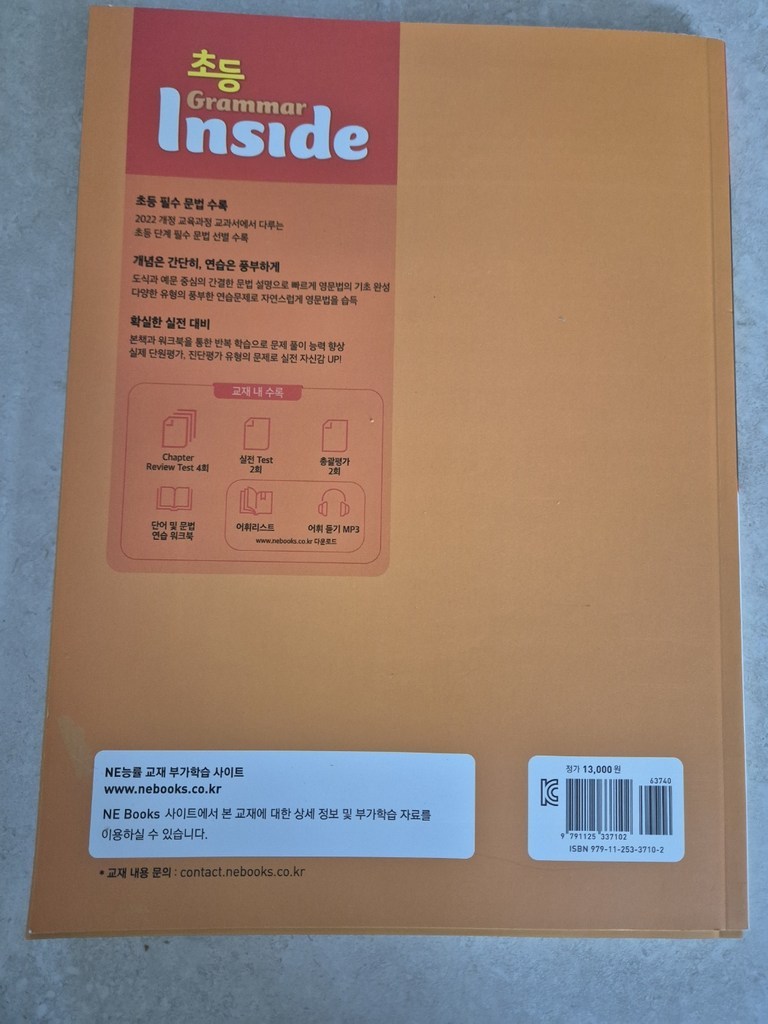 초등
Grammar
Inside
초등 필수 문법 수록
2022 개정 교육과정 교과서에서 다루는
초등 단계 필수 문법 선별 수록
개념은 간단히, 연습은 풍부하게
도식과 예문 중심의 간결한 문법 설명으로 빠르게 영문법의 기초 완성
다양한 유형의 풍부한 연습문제로 자연스럽게 영문법을 습득
확실한 실전 대비
본책과 워크북을 통한 반복 학습으로 문제 풀이 능력 향상
실제 단원평가, 진단평가 유형의 문제로 실전 자신감 UP!
교재 내 수록
Chapter
Review Test 4회
실전 Test
2회
총괄평가
2회
단어 및 문법
연습 워크북
어휘리스트
어휘 듣기 MP3
www.nebooks.co.kr 다운로드
NE능률 교재 부가학습 사이트
www.nebooks.co.kr
NE Books 사이트에서 본 교재에 대한 상세 정보 및 부가학습 자료를
이용하실 수 있습니다.
• 교재 내용 문의 : contact.nebooks.co.kr
정가 13,000원
63740
9 791125 337102
ISBN 979-11-253-3710-2